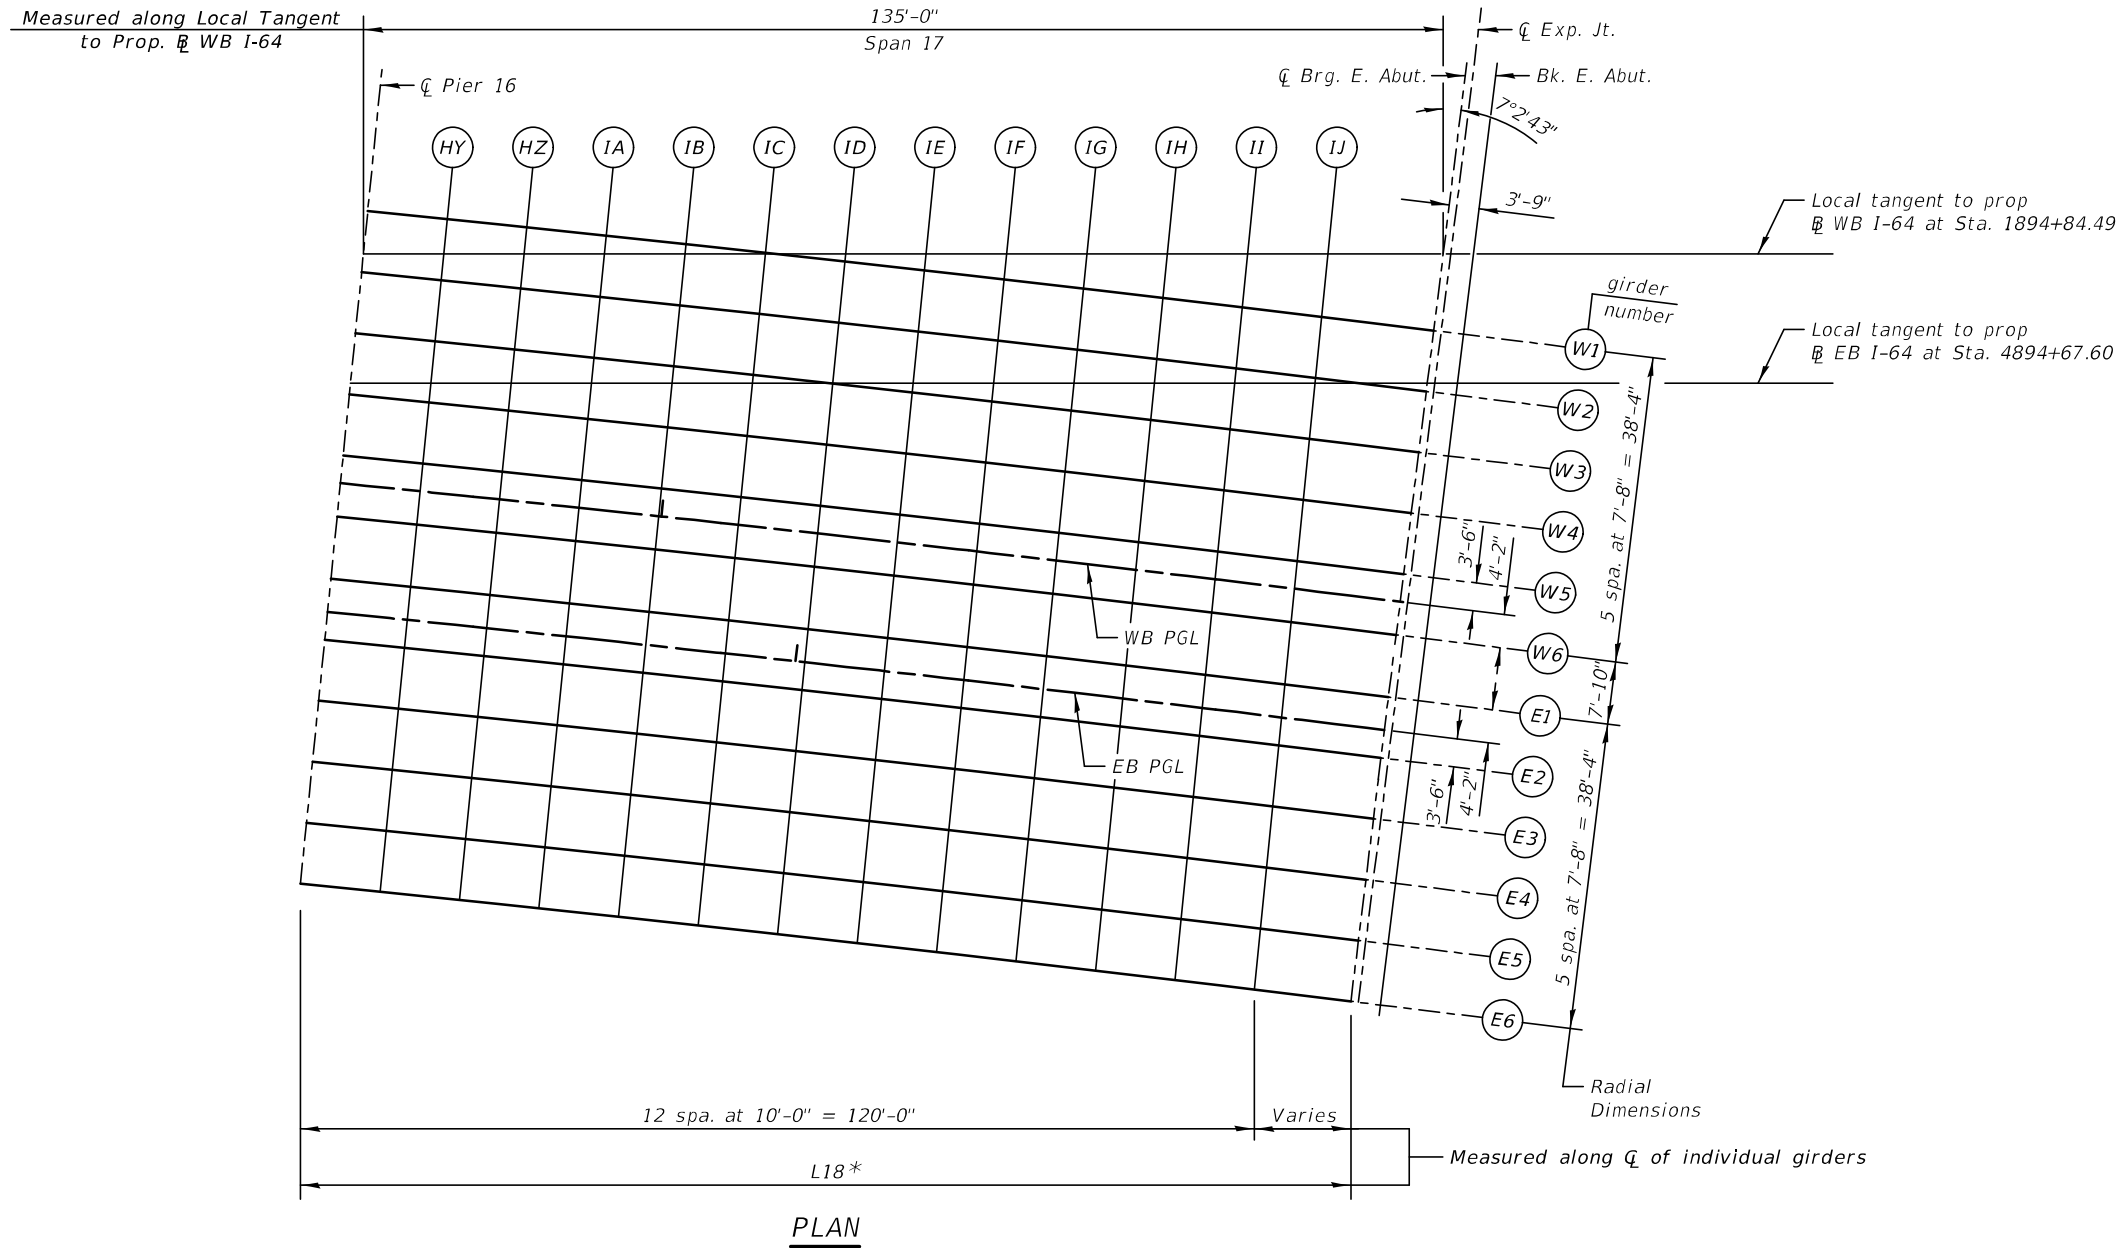 Measured along Local Tangent
to Prop. ℄ WB I-64
135'-0"
Span 17
℄ Exp. Jt.
℄ Brg. E. Abut.
Bk. E. Abut.
℄ Pier 16
7°2'43"
HY
HZ
IA
IB
IC
ID
IE
IF
IG
IH
II
IJ
3'-9"
Local tangent to prop
℄ WB I-64 at Sta. 1894+84.49
girder
number
Local tangent to prop
℄ EB I-64 at Sta. 4894+67.60
W1
W2
W3
W4
W5
W6
E1
E2
E3
E4
E5
E6
5 spa. at 7'-8" = 38'-4"
3'-6"
4'-2"
7'-10"
WB PGL
EB PGL
3'-6"
4'-2"
5 spa. at 7'-8" = 38'-4"
Radial
Dimensions
12 spa. at 10'-0" = 120'-0"
Varies
Measured along ℄ of individual girders
L18*
PLAN